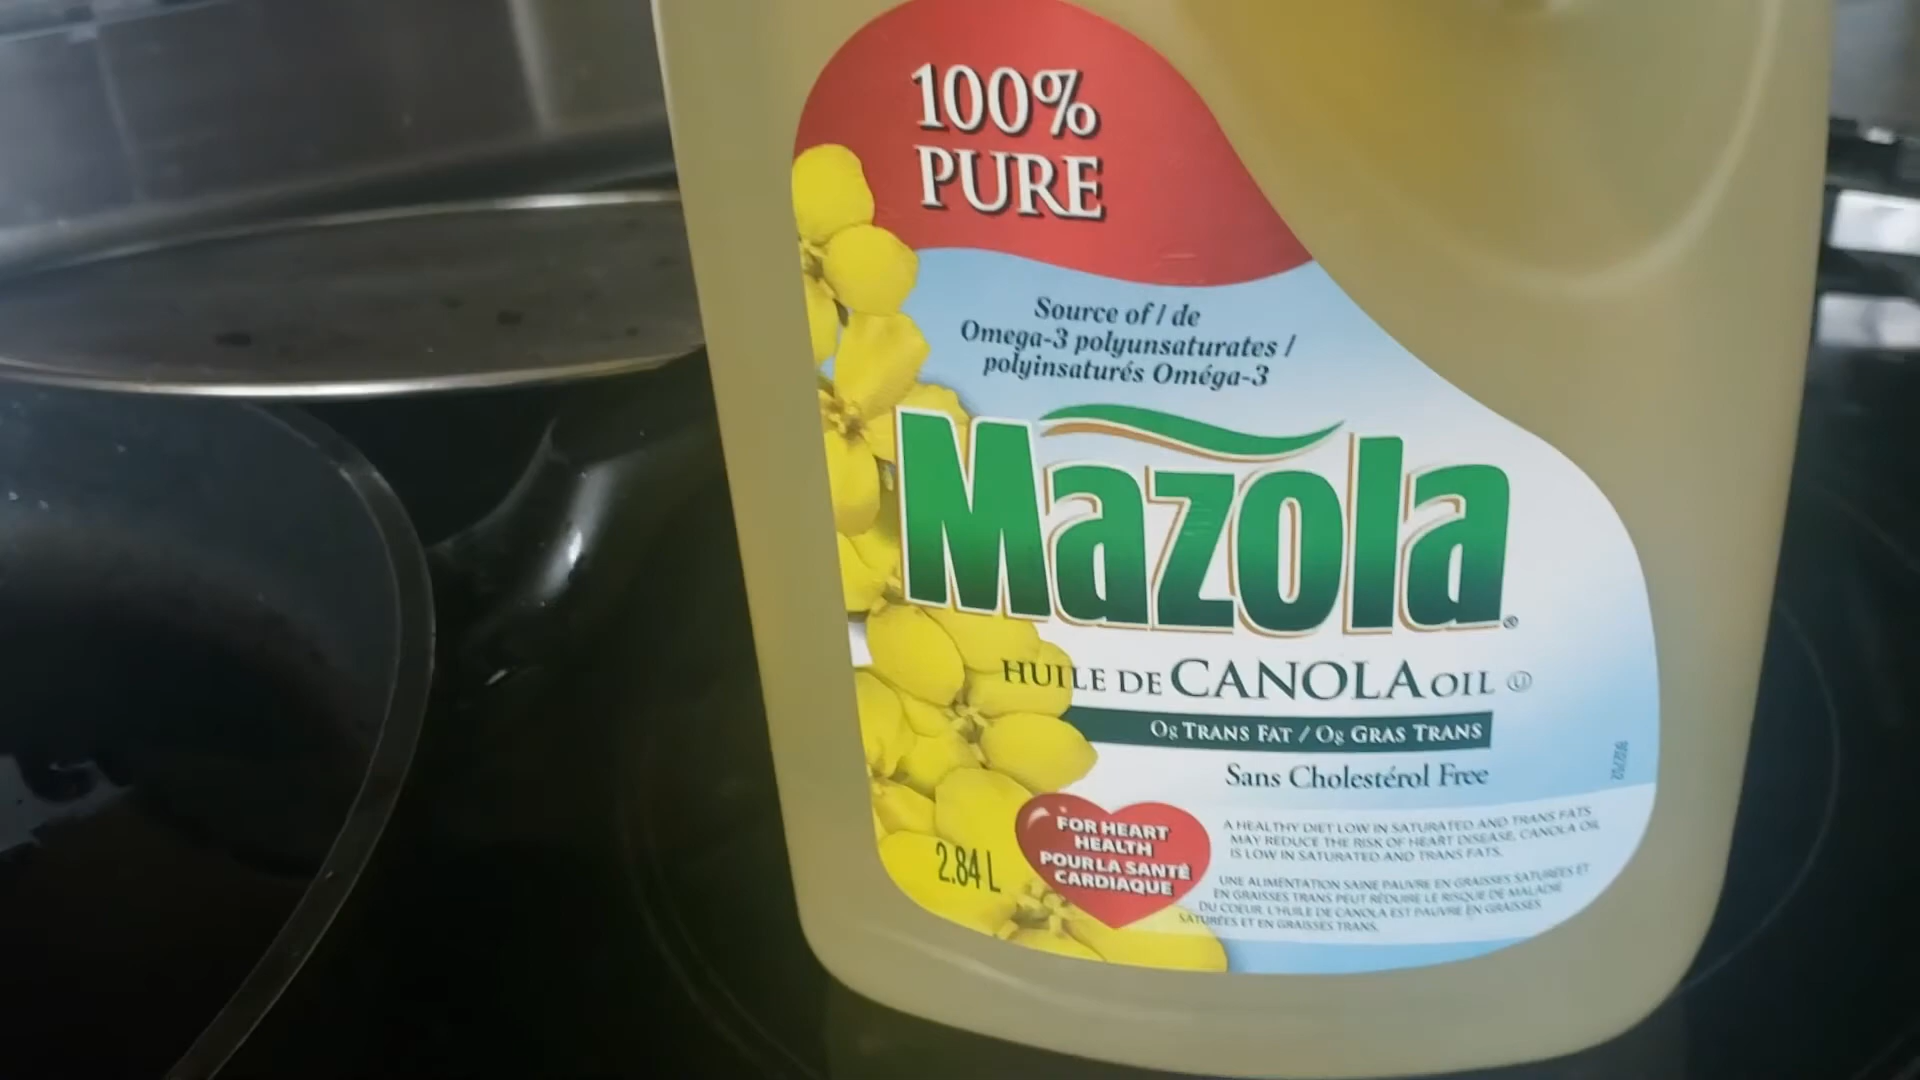 100%
PURE
Source of / de
Omega-3 polyunsaturates /
polyinsaturés Oméga-3
Mazola®
HUILE DE CANOLA OIL Ⓤ
0g TRANS FAT / 0g GRAS TRANS
Sans Cholestérol Free
FOR HEART
HEALTH
POUR LA SANTÉ
CARDIAQUE
2.84 L
A HEALTHY DIET LOW IN SATURATED AND TRANS FATS
MAY REDUCE THE RISK OF HEART DISEASE. CANOLA OIL
IS LOW IN SATURATED AND TRANS FATS.
UNE ALIMENTATION SAINE PAUVRE EN GRAISSES SATURÉES ET
EN GRAISSES TRANS PEUT RÉDUIRE LE RISQUE DE MALADIE
DU COEUR. L'HUILE DE CANOLA EST PAUVRE EN GRAISSES
SATURÉES ET EN GRAISSES TRANS.